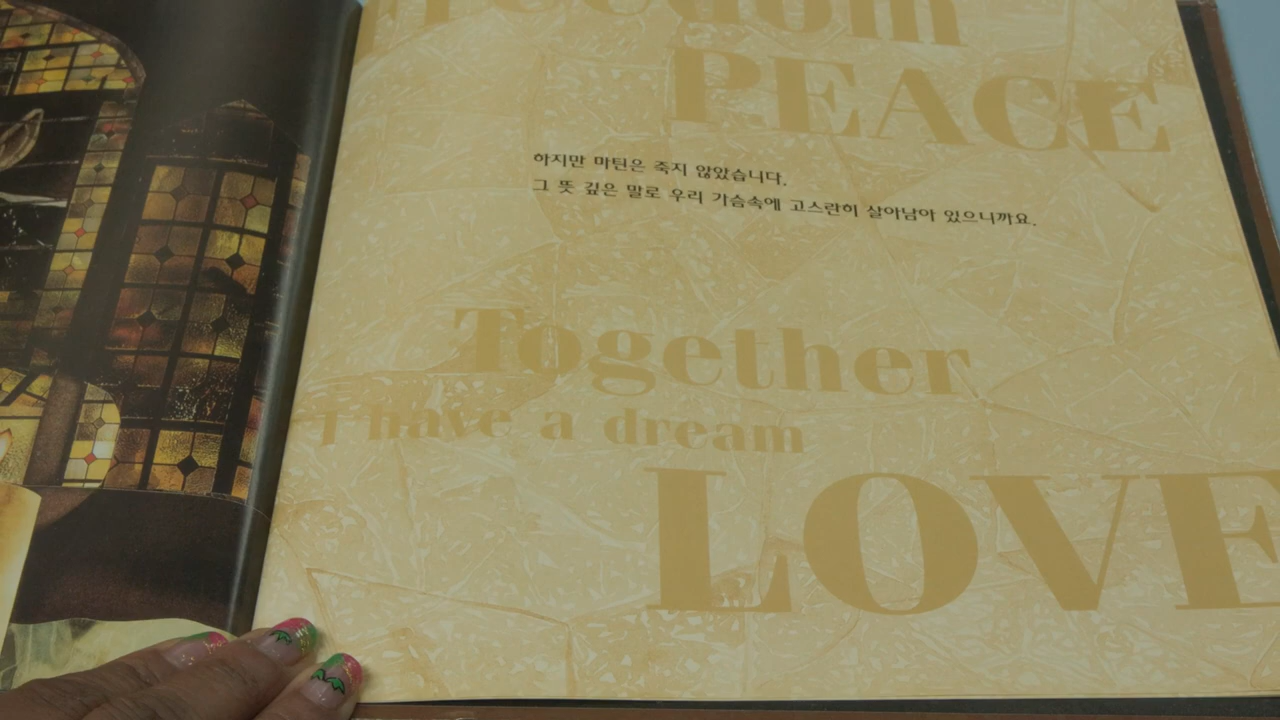 freedom
PEACE
하지만 마틴은 죽지 않았습니다.
그 뜻 깊은 말로 우리 가슴속에 고스란히 살아남아 있으니까요.
Together
I have a dream
LOVE